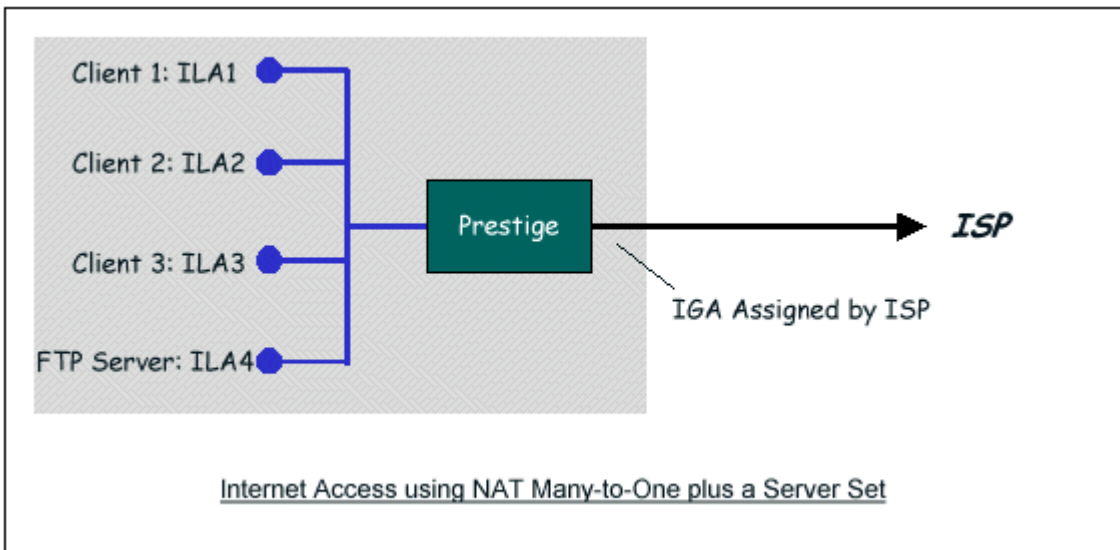 Client 1: ILA1
Client 2: ILA2
Prestige
ISP
Client 3: ILA3
IGA Assigned by ISP
FTP Server: ILA4
Internet Access using NAT Many-to-One plus a Server Set